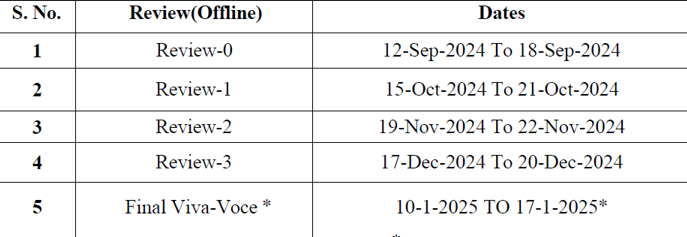 S. No. Review(Offline) Dates
1 Review-0 12-Sep-2024 To 18-Sep-2024
2 Review-1 15-Oct-2024 To 21-Oct-2024
3 Review-2 19-Nov-2024 To 22-Nov-2024
4 Review-3 17-Dec-2024 To 20-Dec-2024
5 Final Viva-Voce * 10-1-2025 TO 17-1-2025*
*